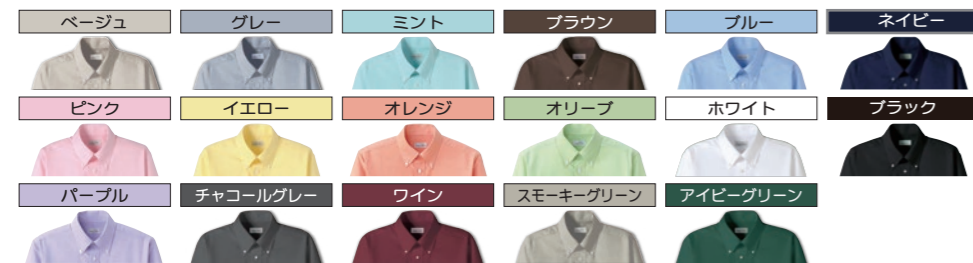 ベージュ
グレー
ミント
ブラウン
ブルー
ネイビー
ピンク
イエロー
オレンジ
オリーブ
ホワイト
ブラック
パープル
チャコールグレー
ワイン
スモーキーグリーン
アイビーグリーン